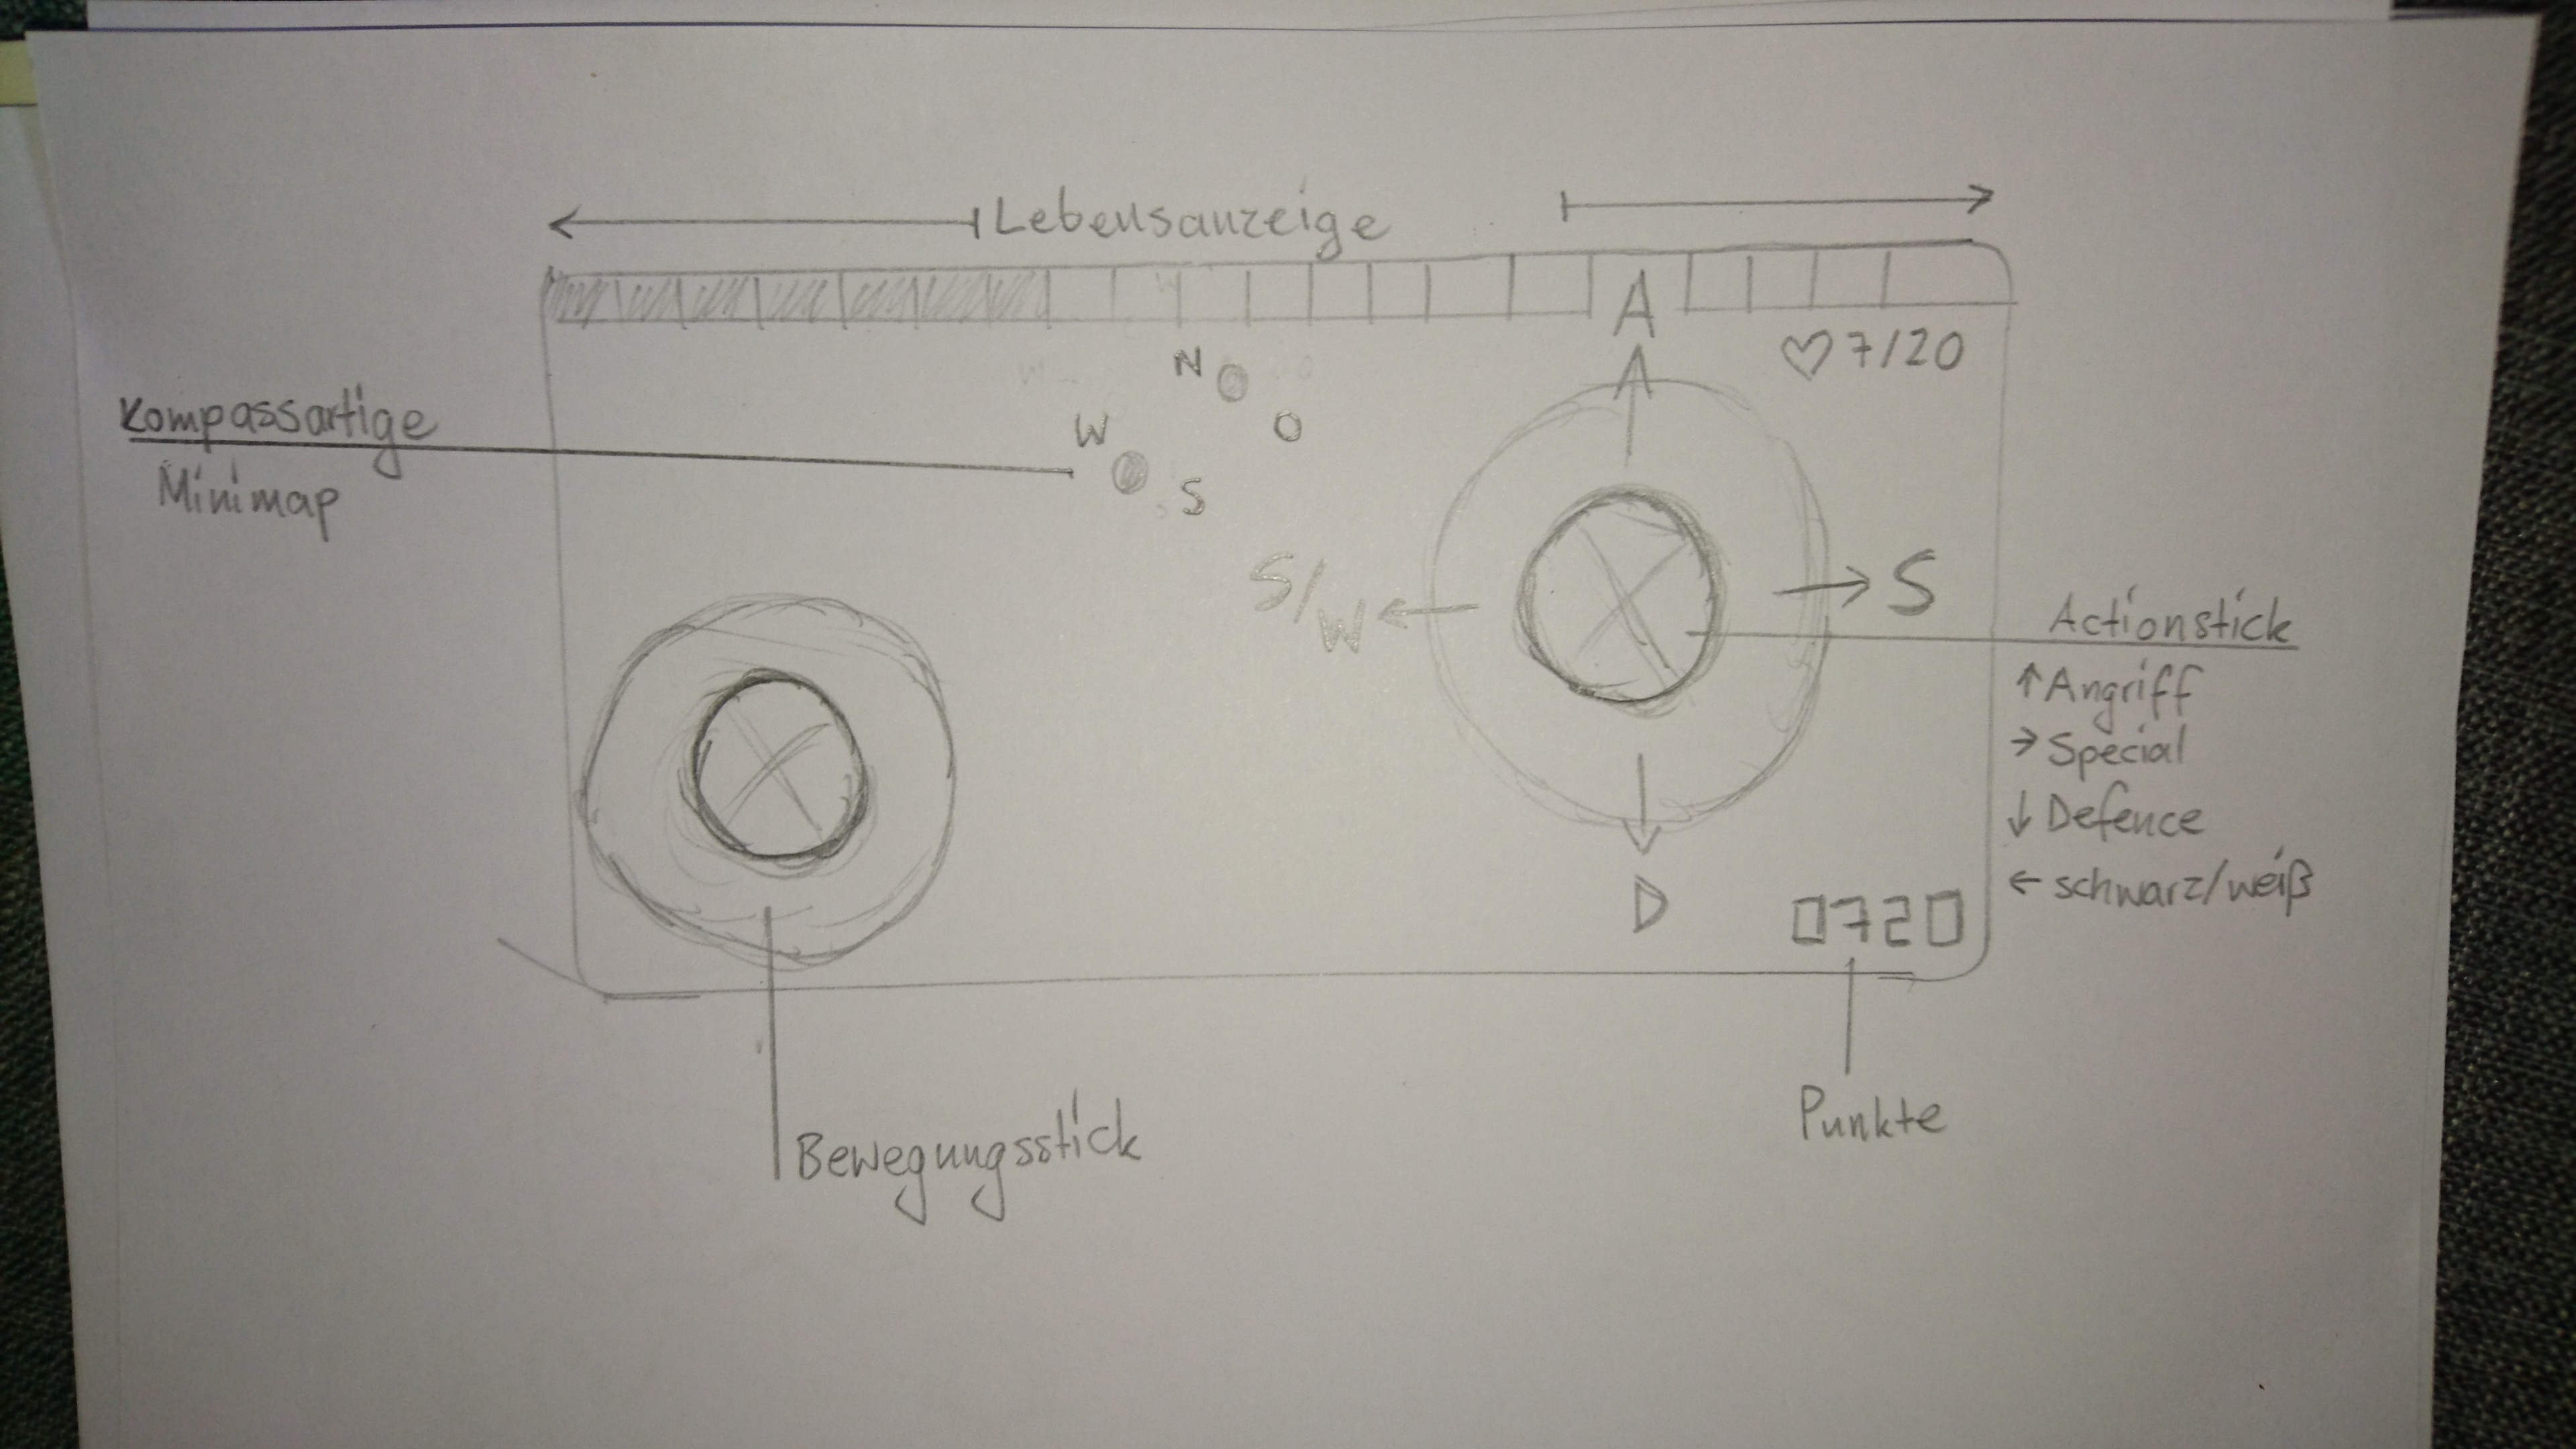 Lebensanzeige
A
♡ 7/20
N
O
W
S
Kompassartige
Minimap
S/W
S
D
Actionstick
↑ Angriff
→ Special
↓ Defence
← schwarz/weiß
0720
Punkte
Bewegungsstick